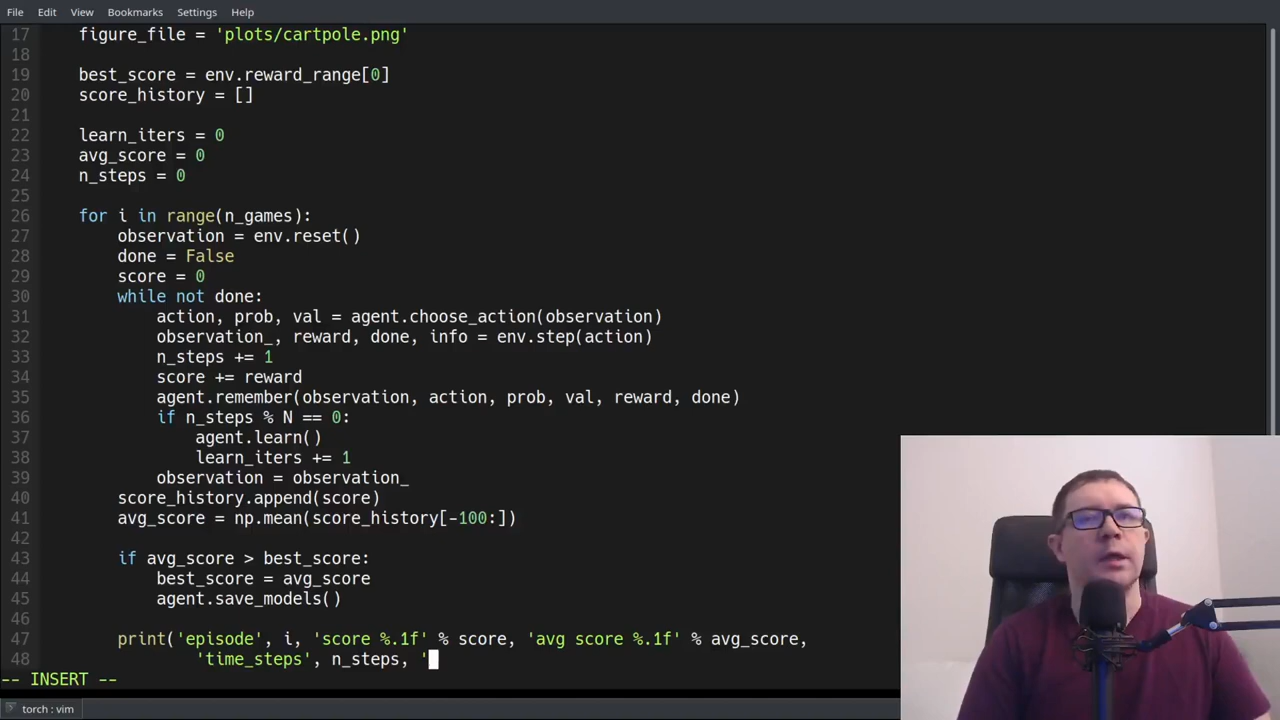 File Edit View Bookmarks Settings Help
17 figure_file = 'plots/cartpole.png'
18
19 best_score = env.reward_range[0]
20 score_history = []
21
22 learn_iters = 0
23 avg_score = 0
24 n_steps = 0
25
26 for i in range(n_games):
27 observation = env.reset()
28 done = False
29 score = 0
30 while not done:
31 action, prob, val = agent.choose_action(observation)
32 observation_, reward, done, info = env.step(action)
33 n_steps += 1
34 score += reward
35 agent.remember(observation, action, prob, val, reward, done)
36 if n_steps % N == 0:
37 agent.learn()
38 learn_iters += 1
39 observation = observation_
40 score_history.append(score)
41 avg_score = np.mean(score_history[-100:])
42
43 if avg_score > best_score:
44 best_score = avg_score
45 agent.save_models()
46
47 print('episode', i, 'score %.1f' % score, 'avg score %.1f' % avg_score,
48 'time_steps', n_steps, '
-- INSERT --
torch : vim